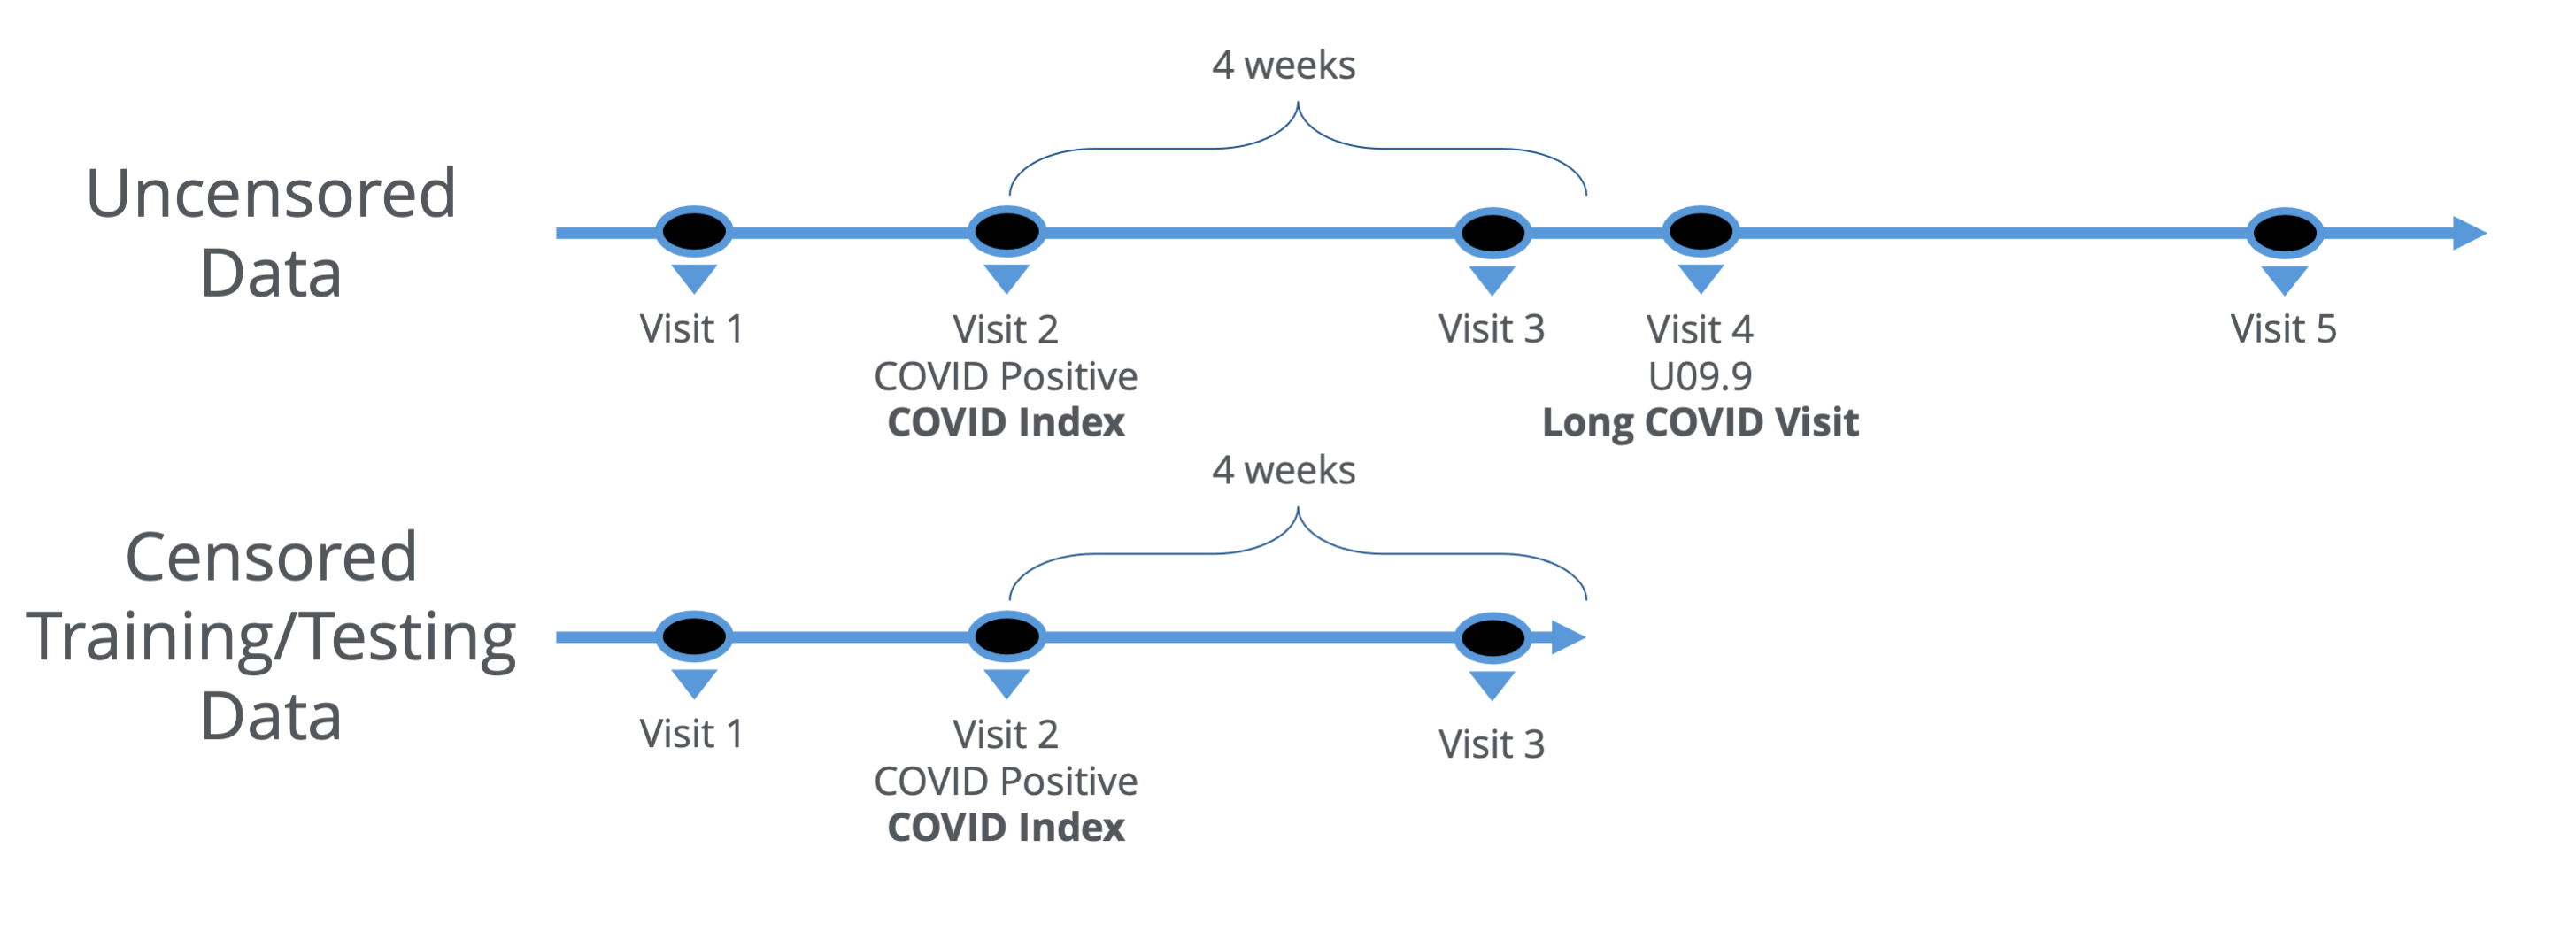 4 weeks
Uncensored
Data
Visit 1
Visit 2
COVID Positive
COVID Index
Visit 3
Visit 4
U09.9
Long COVID Visit
Visit 5
4 weeks
Censored
Training/Testing
Data
Visit 1
Visit 2
COVID Positive
COVID Index
Visit 3